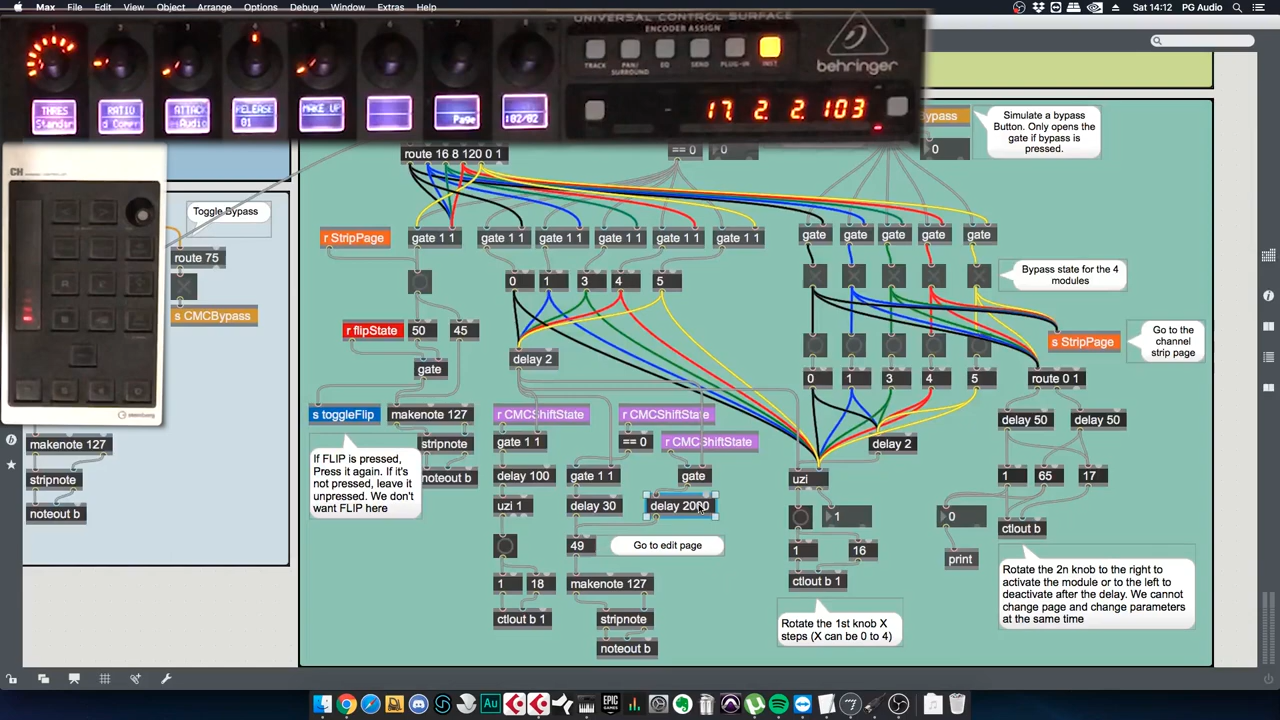 Max File Edit View Object Arrange Options Debug Window Extras Help
Sat 14:12 PG Audio
UNIVERSAL CONTROL SURFACE
ENCODER ASSIGN
TRACK PAN/SURROUND EQ SEND PLUG-IN INST
behringer
THRES RATIO ATTACK RELEASE MAKE UP
Standar d Comp Audio 01 Page :02/02
17 2 2 103
CH
steinberg
Bypass
0
Simulate a bypass
Button. Only opens the
gate if bypass is
pressed.
route 16 8 120 0 1
== 0
0
Toggle Bypass
route 75
s CMCBypass
r StripPage
gate 1 1
gate 1 1
gate 1 1
gate 1 1
gate 1 1
gate 1 1
gate
gate
gate
gate
gate
0
1
3
4
5
Bypass state for the 4
modules
r flipState
50
45
s StripPage
Go to the
channel
strip page
delay 2
gate
0
1
3
4
5
route 0 1
s toggleFlip
makenote 127
r CMCShiftState
r CMCShiftState
delay 50
delay 50
makenote 127
stripnote
gate 1 1
== 0
r CMCShiftState
delay 2
If FLIP is pressed,
Press it again. If it's
not pressed, leave it
unpressed. We don't
want FLIP here
stripnote
noteout b
delay 100
gate 1 1
gate
uzi
1
65
17
noteout b
uzi 1
delay 30
delay 2000
1
0
ctlout b
49
Go to edit page
1
16
print
1
18
makenote 127
ctlout b 1
Rotate the 2n knob to the right to
activate the module or to the left to
deactivate after the delay. We cannot
change page and change parameters
at the same time
ctlout b 1
stripnote
Rotate the 1st knob X
steps (X can be 0 to 4)
noteout b
Au
EPIC
GAMES